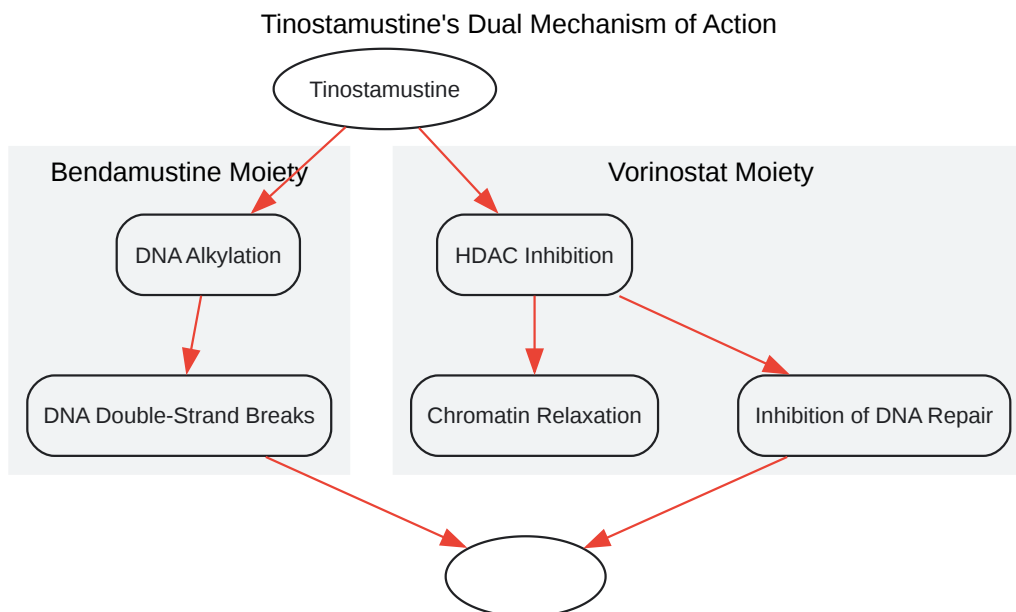 Tinostamustine's Dual Mechanism of Action
Tinostamustine
Bendamustine Moiety
Vorinostat Moiety
DNA Alkylation
HDAC Inhibition
DNA Double-Strand Breaks
Chromatin Relaxation
Inhibition of DNA Repair